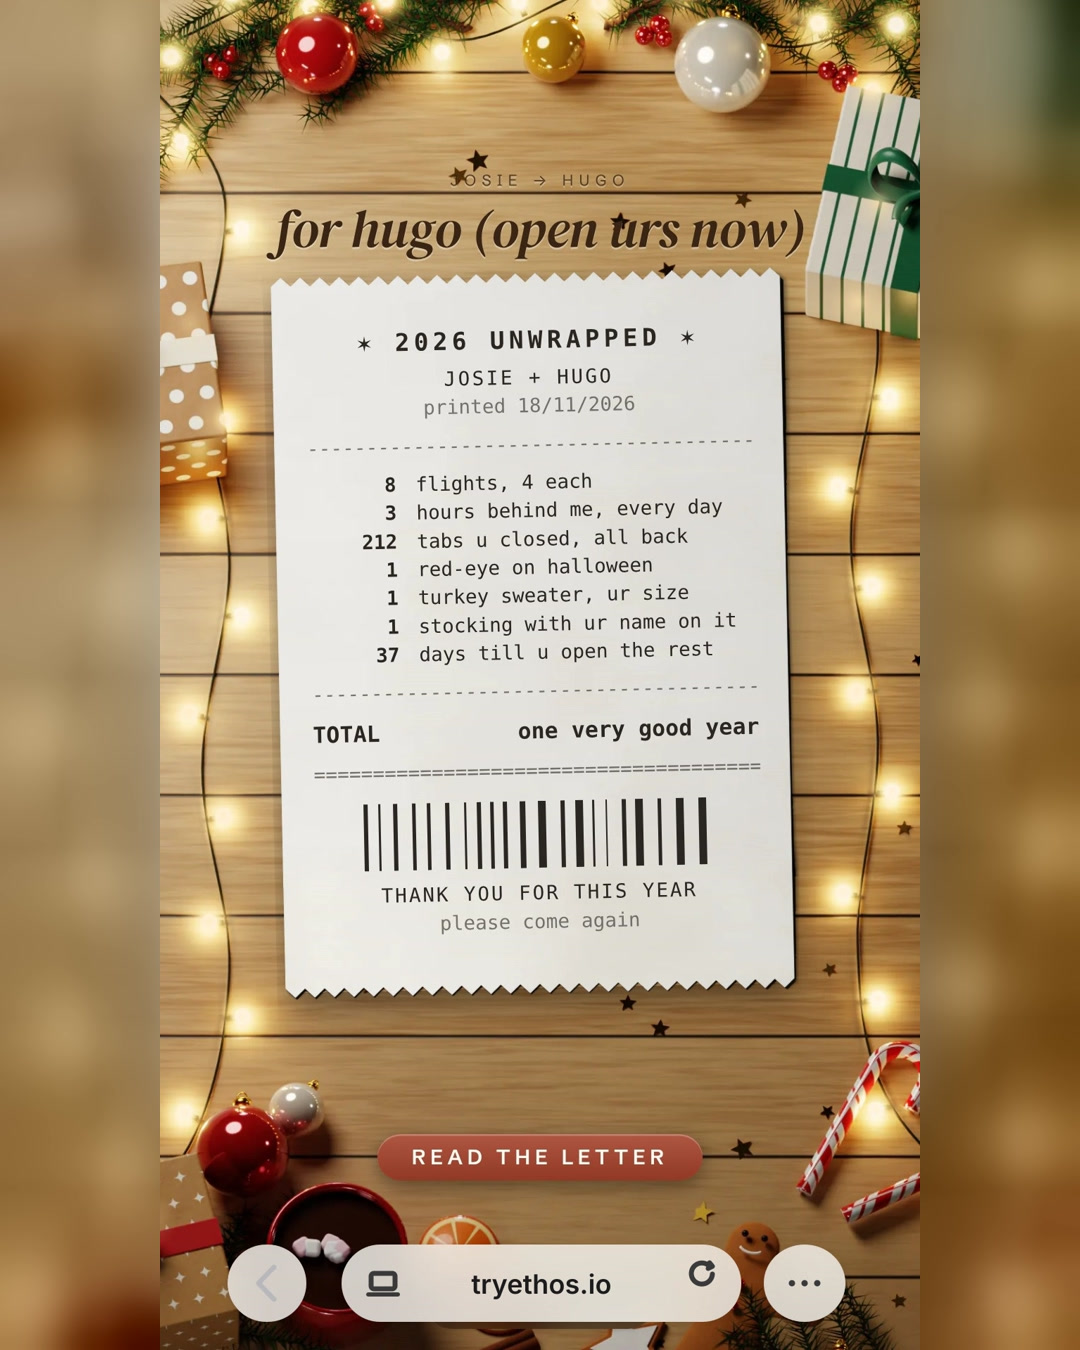 JOSIE → HUGO
for hugo (open urs now)
✶ 2026 UNWRAPPED ✶
JOSIE + HUGO
printed 18/11/2026
8 flights, 4 each
3 hours behind me, every day
212 tabs u closed, all back
1 red-eye on halloween
1 turkey sweater, ur size
1 stocking with ur name on it
37 days till u open the rest
TOTAL one very good year
THANK YOU FOR THIS YEAR
please come again
READ THE LETTER
tryethos.io